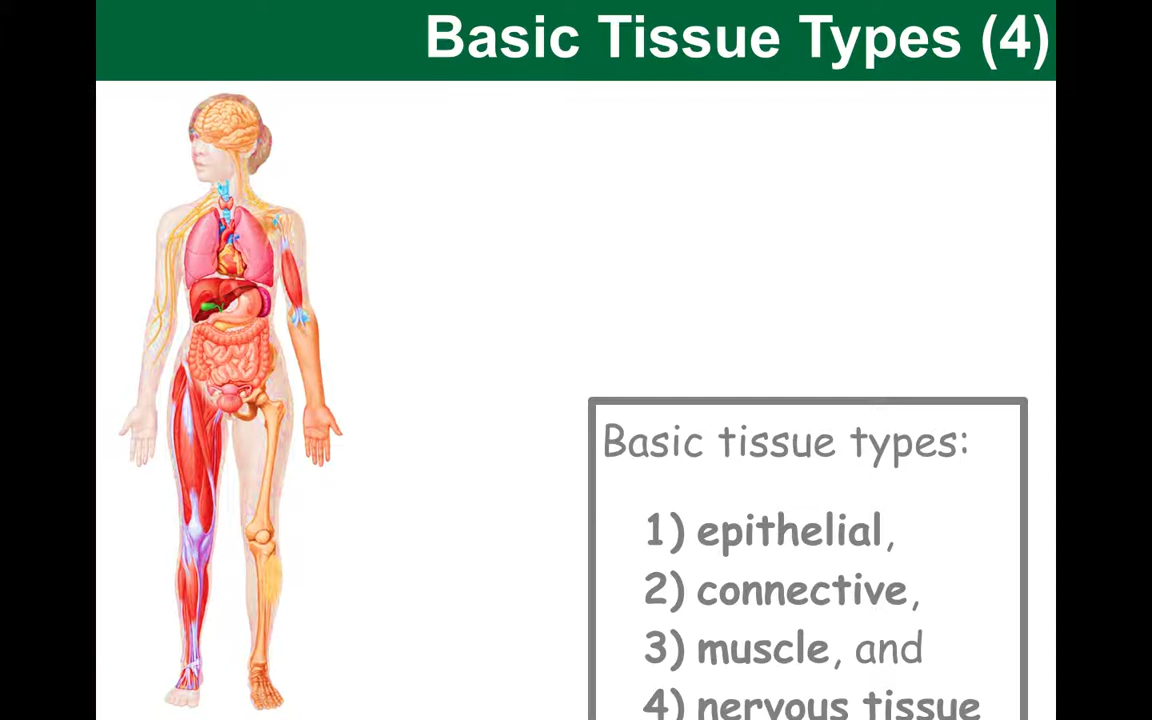 Basic Tissue Types (4)
Basic tissue types:
1) epithelial,
2) connective,
3) muscle, and
4) nervous tissue